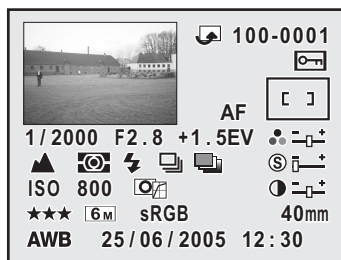 100-0001
AF
1/2000 F2.8 +1.5EV
S
ISO 800
★★★ 6M sRGB 40mm
AWB 25/06/2005 12:30